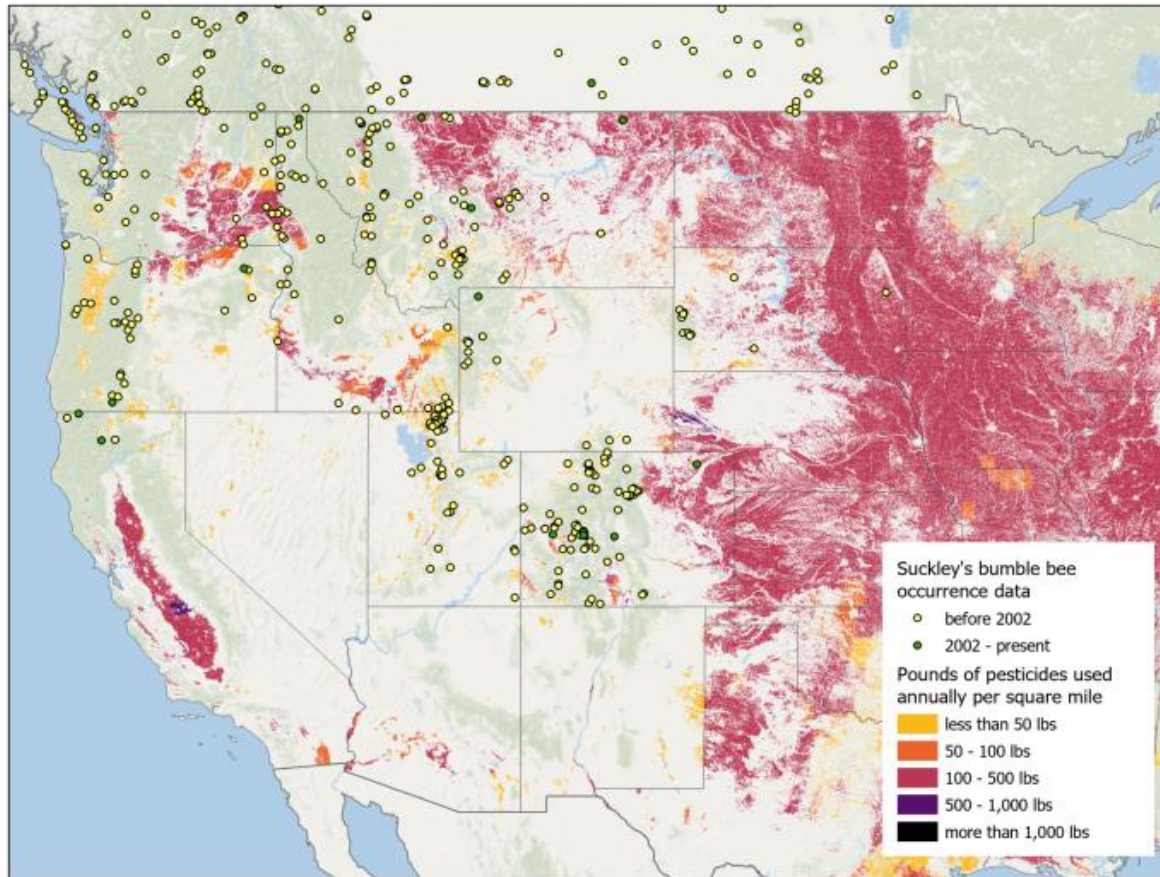 Suckley's bumble bee
occurrence data
before 2002
2002 - present
Pounds of pesticides used
annually per square mile
less than 50 lbs
50 - 100 lbs
100 - 500 lbs
500 - 1,000 lbs
more than 1,000 lbs